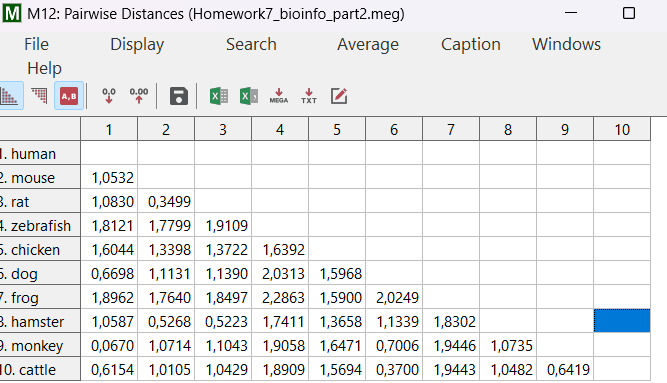 M12: Pairwise Distances (Homework7_bioinfo_part2.meg)
File Display Search Average Caption Windows
Help
A,B 0.0 0.00 MEGA TXT
1 2 3 4 5 6 7 8 9 10
1. human
2. mouse 1,0532
3. rat 1,0830 0,3499
4. zebrafish 1,8121 1,7799 1,9109
5. chicken 1,6044 1,3398 1,3722 1,6392
6. dog 0,6698 1,1131 1,1390 2,0313 1,5968
7. frog 1,8962 1,7640 1,8497 2,2863 1,5900 2,0249
8. hamster 1,0587 0,5268 0,5223 1,7411 1,3658 1,1339 1,8302
9. monkey 0,0670 1,0714 1,1043 1,9058 1,6471 0,7006 1,9446 1,0735
10. cattle 0,6154 1,0105 1,0429 1,8909 1,5694 0,3700 1,9443 1,0482 0,6419